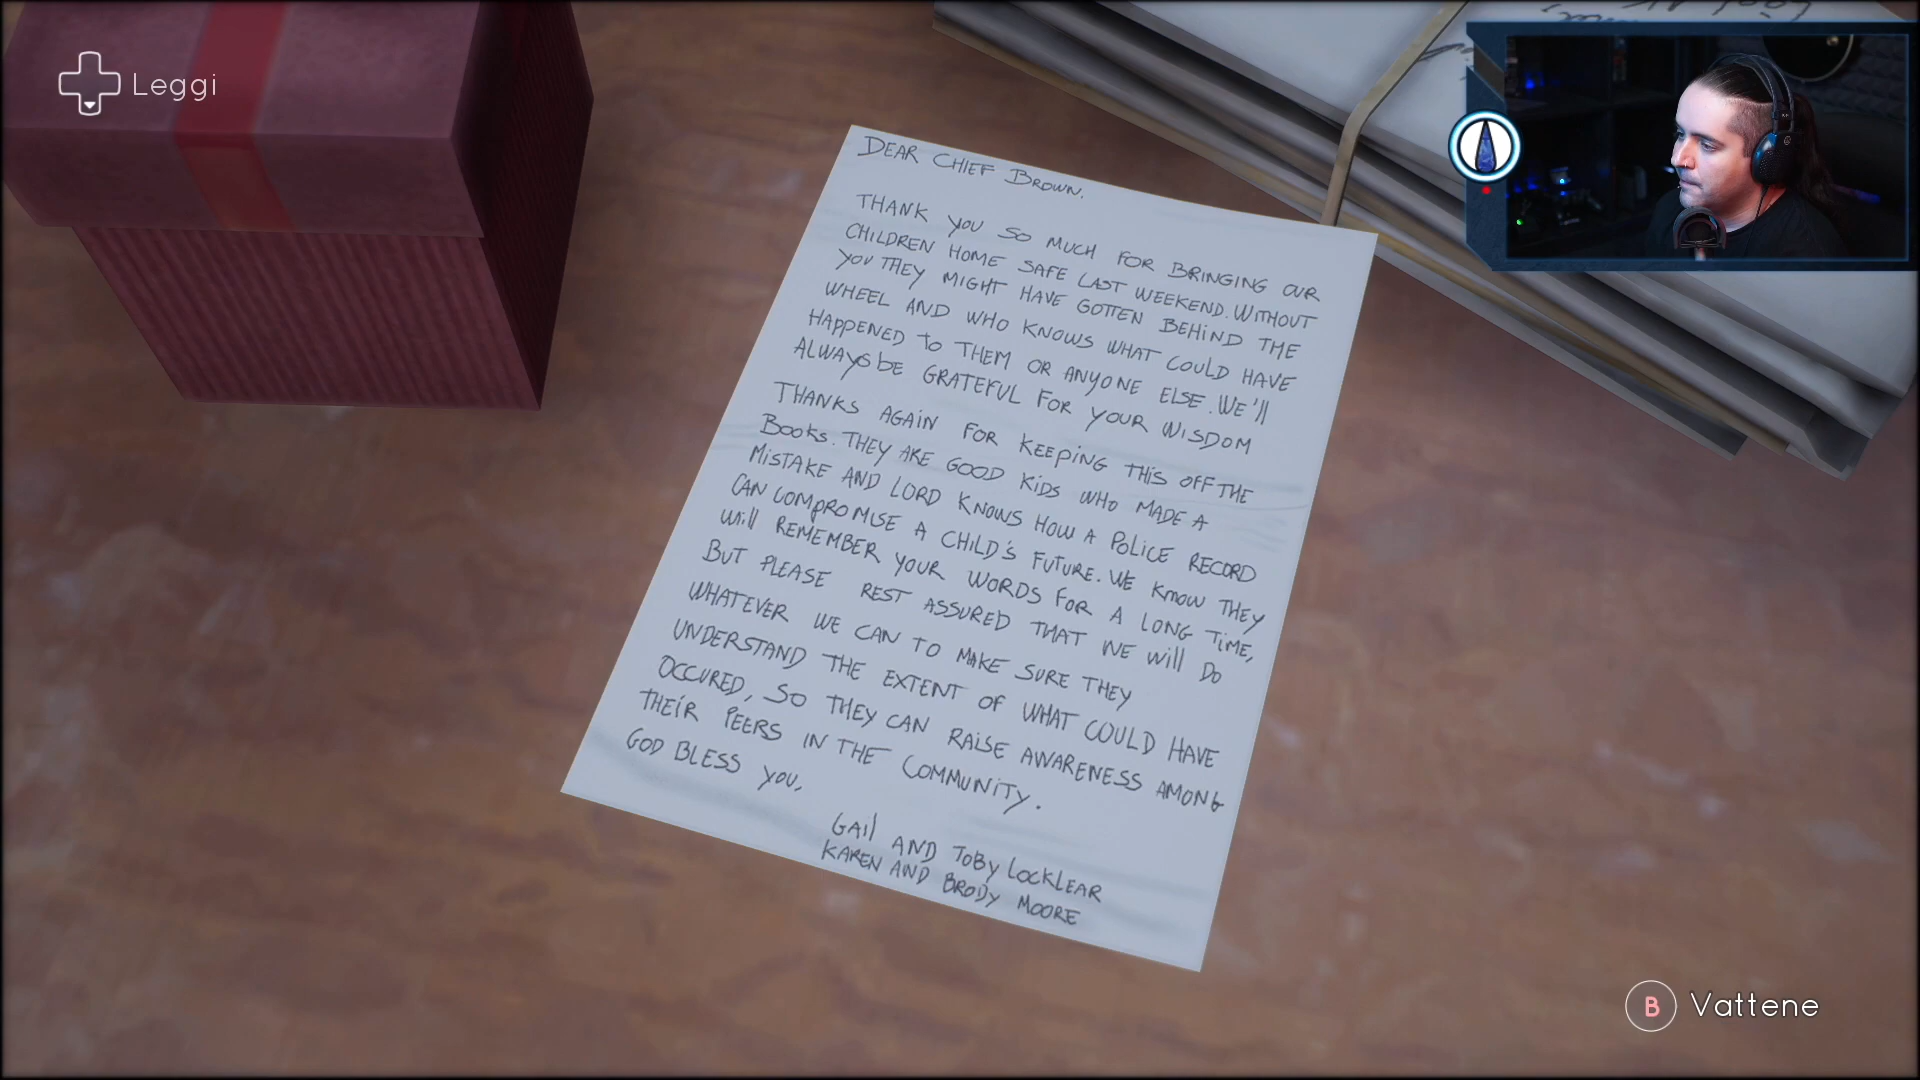 Leggi
DEAR CHIEF BROWN.
THANK YOU SO MUCH FOR BRINGING OUR
CHILDREN HOME SAFE LAST WEEKEND. WITHOUT
YOU THEY MIGHT HAVE GOTTEN BEHIND THE
WHEEL AND WHO KNOWS WHAT COULD HAVE
HAPPENED TO THEM OR ANYONE ELSE. WE'll
ALWAYS bE GRATEFUL FOR YOUR WISDOM
THANKS AGAIN FOR KEEPING THIS OFF THE
BOOKS. THEY ARE GOOD KIDS WHO MADE A
MISTAKE AND LORD KNOWS HOW A POLICE RECORD
CAN COMPROMISE A CHILD'S FUTURE. WE KNOW THEY
Will REMEMBER YOUR WORDS FOR A LONG TIME,
BUT PLEASE REST ASSURED THAT WE Will DO
WHATEVER WE CAN TO MAKE SURE THEY
UNDERSTAND THE EXTENT OF WHAT COULD HAVE
OCCURED, SO THEY CAN RAISE AWARENESS AMONG
THEIR PEERS IN THE COMMUNITY.
GOD BLESS YOU,
GAil AND TOBY LOCKLEAR
KAREN AND BRODY MOORE
B Vattene